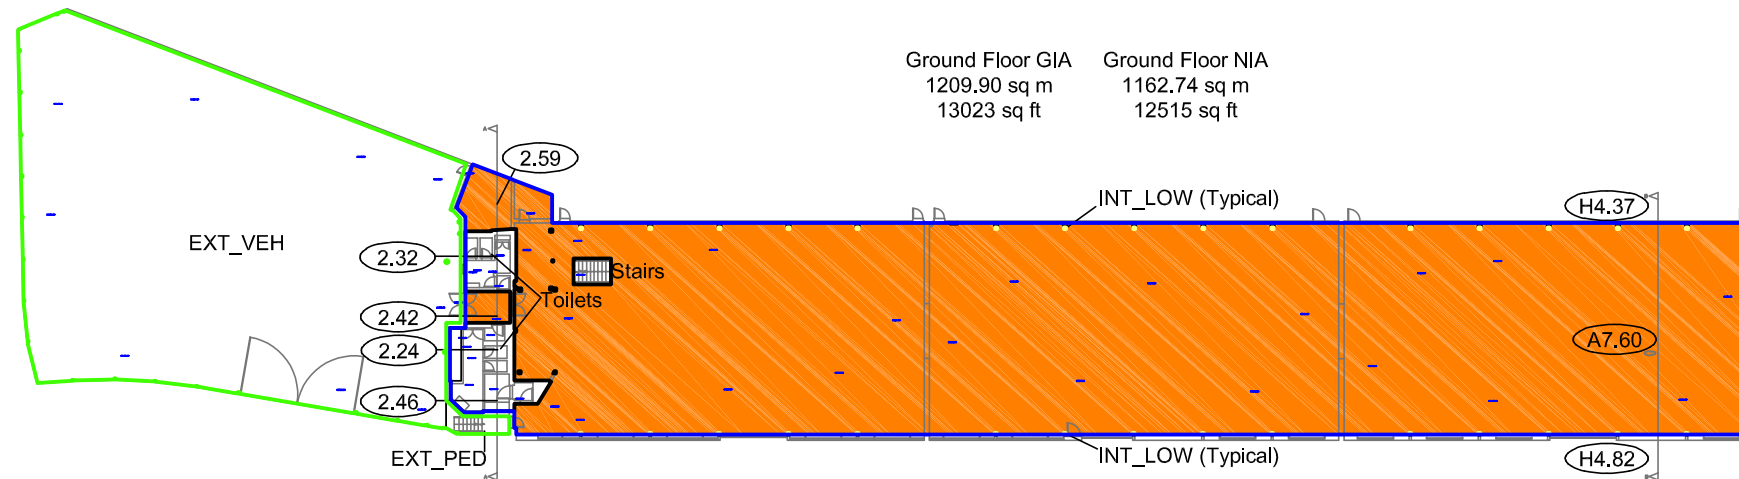 Ground Floor GIA
1209.90 sq m
13023 sq ft
Ground Floor NIA
1162.74 sq m
12515 sq ft
2.59
INT_LOW (Typical)
H4.37
EXT_VEH
2.32
Stairs
Toilets
2.42
2.24
A7.60
2.46
EXT_PED
INT_LOW (Typical)
H4.82